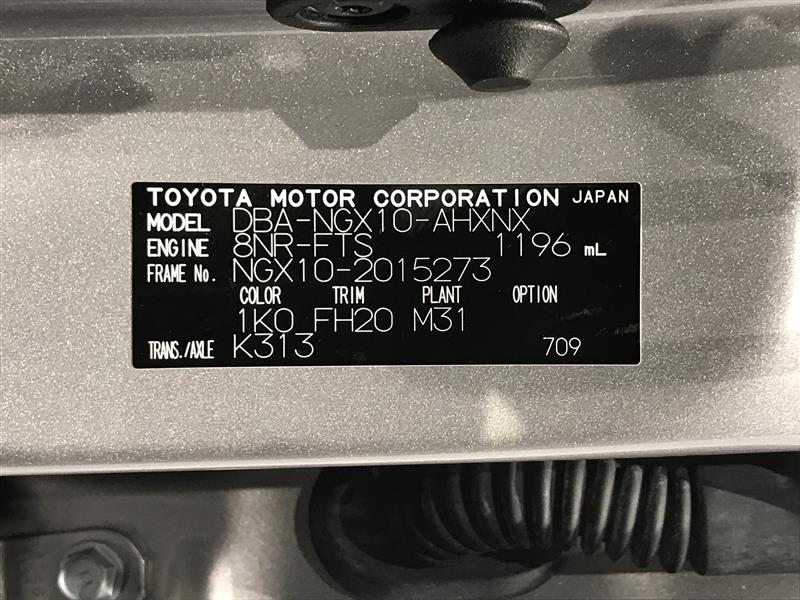 TOYOTA MOTOR CORPORATION JAPAN
MODEL DBA-NGX10-AHXNX
ENGINE 8NR-FTS 1196 mL
FRAME No. NGX10-2015273
COLOR TRIM PLANT OPTION
1K0 FH20 M31
TRANS./AXLE K313 709